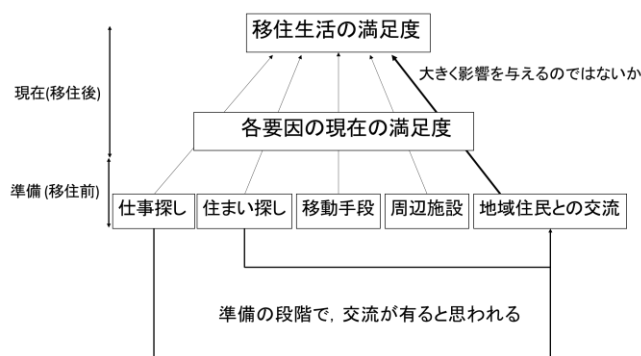 移住生活の満足度
大きく影響を与えるのではないか
現在(移住後)
各要因の現在の満足度
準備(移住前)
仕事探し
住まい探し
移動手段
周辺施設
地域住民との交流
準備の段階で, 交流が有ると思われる